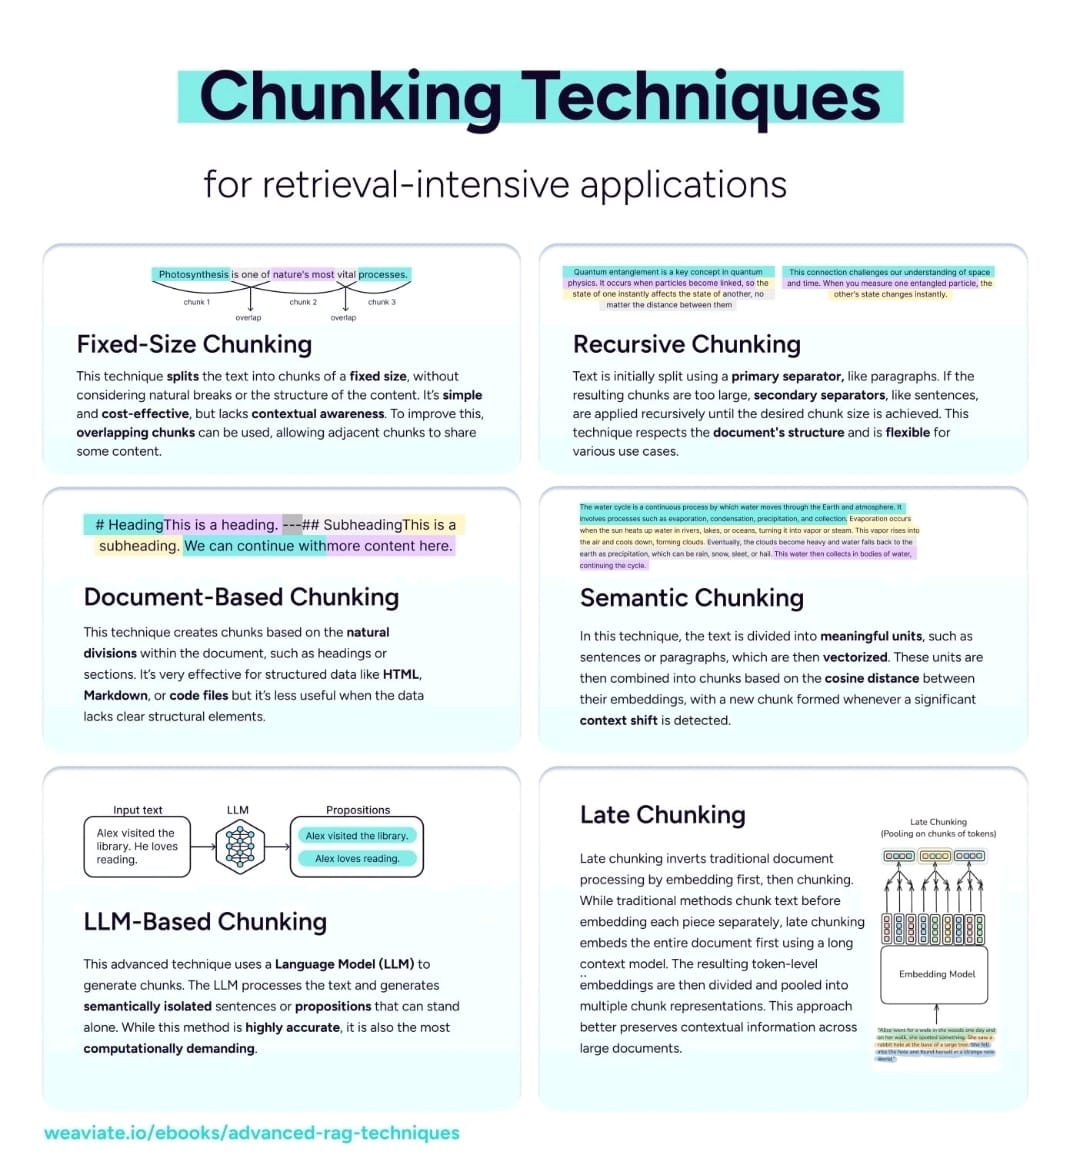 Chunking Techniques
for retrieval-intensive applications
Photosynthesis is one of nature's most vital processes.
chunk 1
chunk 2
chunk 3
overlap
overlap
Fixed-Size Chunking
This technique splits the text into chunks of a fixed size, without
considering natural breaks or the structure of the content. It's simple
and cost-effective, but lacks contextual awareness. To improve this,
overlapping chunks can be used, allowing adjacent chunks to share
some content.
Quantum entanglement is a key concept in quantum
physics. It occurs when particles become linked, so the
state of one instantly affects the state of another, no
matter the distance between them
This connection challenges our understanding of space
and time. When you measure one entangled particle, the
other's state changes instantly.
Recursive Chunking
Text is initially split using a primary separator, like paragraphs. If the
resulting chunks are too large, secondary separators, like sentences,
are applied recursively until the desired chunk size is achieved. This
technique respects the document's structure and is flexible for
various use cases.
# HeadingThis is a heading. ---## SubheadingThis is a
subheading. We can continue withmore content here.
Document-Based Chunking
This technique creates chunks based on the natural
divisions within the document, such as headings or
sections. It's very effective for structured data like HTML,
Markdown, or code files but it's less useful when the data
lacks clear structural elements.
The water cycle is a continuous process by which water moves through the Earth and atmosphere. It
involves processes such as evaporation, condensation, precipitation, and collection. Evaporation occurs
when the sun heats up water in rivers, lakes, or oceans, turning it into vapor or steam. This vapor rises into
the air and cools down, forming clouds. Eventually, the clouds become heavy and water falls back to the
earth as precipitation, which can be rain, snow, sleet, or hail. This water then collects in bodies of water,
continuing the cycle.
Semantic Chunking
In this technique, the text is divided into meaningful units, such as
sentences or paragraphs, which are then vectorized. These units are
then combined into chunks based on the cosine distance between
their embeddings, with a new chunk formed whenever a significant
context shift is detected.
Input text
LLM
Propositions
Alex visited the
library. He loves
reading.
Alex visited the library.
Alex loves reading.
LLM-Based Chunking
This advanced technique uses a Language Model (LLM) to
generate chunks. The LLM processes the text and generates
semantically isolated sentences or propositions that can stand
alone. While this method is highly accurate, it is also the most
computationally demanding.
Late Chunking
Late chunking inverts traditional document
processing by embedding first, then chunking.
While traditional methods chunk text before
embedding each piece separately, late chunking
embeds the entire document first using a long
context model. The resulting token-level
embeddings are then divided and pooled into
multiple chunk representations. This approach
better preserves contextual information across
large documents.
Late Chunking
(Pooling on chunks of tokens)
Embedding Model
"Alice went for a walk in the woods one day and
on her walk, she spotted something. She saw a
rabbit hole at the base of a large tree. She fell
into the hole and found herself in a strange new
world."
weaviate.io/ebooks/advanced-rag-techniques